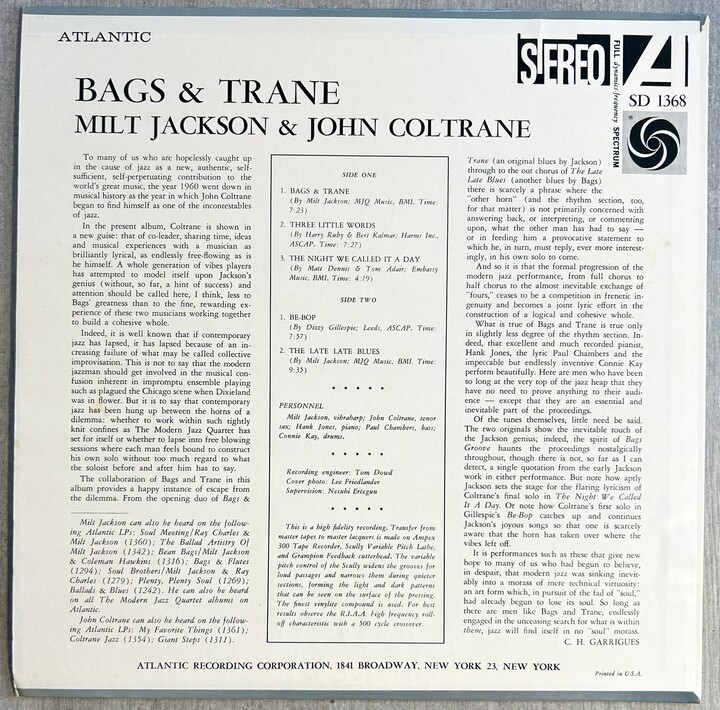 ATLANTIC
STEREO
FULL dynamics-frequency SPECTRUM
A
SD 1368
BAGS & TRANE
MILT JACKSON & JOHN COLTRANE
To many of us who are hopelessly caught up
in the cause of jazz as a new, authentic, self-
sufficient, self-perpetuating contribution to the
world's great music, the year 1960 went down in
musical history as the year in which John Coltrane
began to find himself as one of the incontestables
of jazz.
In the present album, Coltrane is shown in
a new guise: that of co-leader, sharing time, ideas
and musical experiences with a musician as
brilliantly lyrical, as endlessly free-flowing as is
he himself. A whole generation of vibes players
has attempted to model itself upon Jackson's
genius (without, so far, a hint of success) and
attention should be called here, I think, less to
Bags' greatness than to the fine, rewarding ex-
perience of these two musicians working together
to build a cohesive whole.
Indeed, it is well known that if contemporary
jazz has lapsed, it has lapsed because of an in-
creasing failure of what may be called collective
improvisation. This is not to say that the modern
jazzman should get involved in the musical con-
fusion inherent in impromptu ensemble playing
such as plagued the Chicago scene when Dixieland
was in flower. But it is to say that contemporary
jazz has been hung up between the horns of a
dilemma: whether to work within such tightly
knit confines as The Modern Jazz Quartet has
set for itself or whether to lapse into free blowing
sessions where each man feels bound to construct
his own solo without too much regard to what
the soloist before and after him has to say.
The collaboration of Bags and Trane in this
album provides a happy instance of escape from
the dilemma. From the opening duo of Bags &
Milt Jackson can also be heard on the follow-
ing Atlantic LPs: Soul Meeting/Ray Charles &
Milt Jackson (1360); The Ballad Artistry Of
Milt Jackson (1342); Bean Bags/Milt Jackson
& Coleman Hawkins (1316); Bags & Flutes
(1294); Soul Brothers/Milt Jackson & Ray
Charles (1279); Plenty, Plenty Soul (1269);
Ballads & Blues (1242). He can also be heard
on all The Modern Jazz Quartet albums on
Atlantic.
John Coltrane can also be heard on the follow-
ing Atlantic LPs: My Favorite Things (1361);
Coltrane Jazz (1354); Giant Steps (1311).
SIDE ONE
1. BAGS & TRANE
(By Milt Jackson; MJQ Music, BMI. Time:
7:23)
2. THREE LITTLE WORDS
(By Harry Ruby & Bert Kalmar; Harms Inc.,
ASCAP. Time: 7:27)
3. THE NIGHT WE CALLED IT A DAY
(By Matt Dennis & Tom Adair; Embassy
Music, BMI. Time: 4:19)
SIDE TWO
1. BE-BOP
(By Dizzy Gillespie; Leeds, ASCAP. Time:
7:57)
2. THE LATE LATE BLUES
(By Milt Jackson; MJQ Music, BMI. Time:
9:35)
PERSONNEL
Milt Jackson, vibraharp; John Coltrane, tenor
sax; Hank Jones, piano; Paul Chambers, bass;
Connie Kay, drums.
Recording engineer: Tom Dowd
Cover photo: Lee Friedlander
Supervision: Nesuhi Ertegun
This is a high fidelity recording. Transfer from
master tapes to master lacquers is made on Ampex
300 Tape Recorder, Scully Variable Pitch Lathe,
and Grampion Feedback cutterhead. The variable
pitch control of the Scully widens the grooves for
loud passages and narrows them during quieter
sections, forming the light and dark patterns
that can be seen on the surface of the pressing.
The finest vinylite compound is used. For best
results observe the R.I.A.A. high frequency roll-
off characteristic with a 500 cycle crossover.
Trane (an original blues by Jackson)
through to the out chorus of The Late
Late Blues (another blues by Bags)
there is scarcely a phrase where the
"other horn" (and the rhythm section, too,
for that matter) is not primarily concerned with
answering back, or interpreting, or commenting
upon, what the other man has had to say —
or in feeding him a provocative statement to
which he, in turn, must reply, ever more interest-
ingly, in his own solo to come.
And so it is that the formal progression of the
modern jazz performance, from full chorus to
half chorus to the almost inevitable exchange of
"fours," ceases to be a competition in frenetic in-
genuity and becomes a joint lyric effort in the
construction of a logical and cohesive whole.
What is true of Bags and Trane is true only
in slightly less degree of the rhythm section. In-
deed, that excellent and much recorded pianist,
Hank Jones, the lyric Paul Chambers and the
impeccable but endlessly inventive Connie Kay
perform beautifully. Here are men who have been
so long at the very top of the jazz heap that they
have no need to prove anything to their audi-
ence — except that they are an essential and
inevitable part of the proceedings.
Of the tunes themselves, little need be said.
The two originals show the inevitable touch of
the Jackson genius; indeed, the spirit of Bags
Groove haunts the proceedings nostalgically
throughout, though there is not, so far as I can
detect, a single quotation from the early Jackson
work in either performance. But note how aptly
Jackson sets the stage for the flaring lyricism of
Coltrane's final solo in The Night We Called
It A Day. Or note how Coltrane's first solo in
Gillespie's Be-Bop catches up and continues
Jackson's joyous songs so that one is scarcely
aware that the horn has taken over where the
vibes left off.
It is performances such as these that give new
hope to many of us who had begun to believe,
in despair, that modern jazz was sinking inevit-
ably into a morass of mere technical virtuosity:
an art form which, in pursuit of the fad of "soul,"
had already begun to lose its soul. So long as
there are men like Bags and Trane, endlessly
engaged in the unceasing search for what is within
them, jazz will find itself in no "soul" morass.
C. H. GARRIGUES
ATLANTIC RECORDING CORPORATION, 1841 BROADWAY, NEW YORK 23, NEW YORK
Printed in U.S.A.